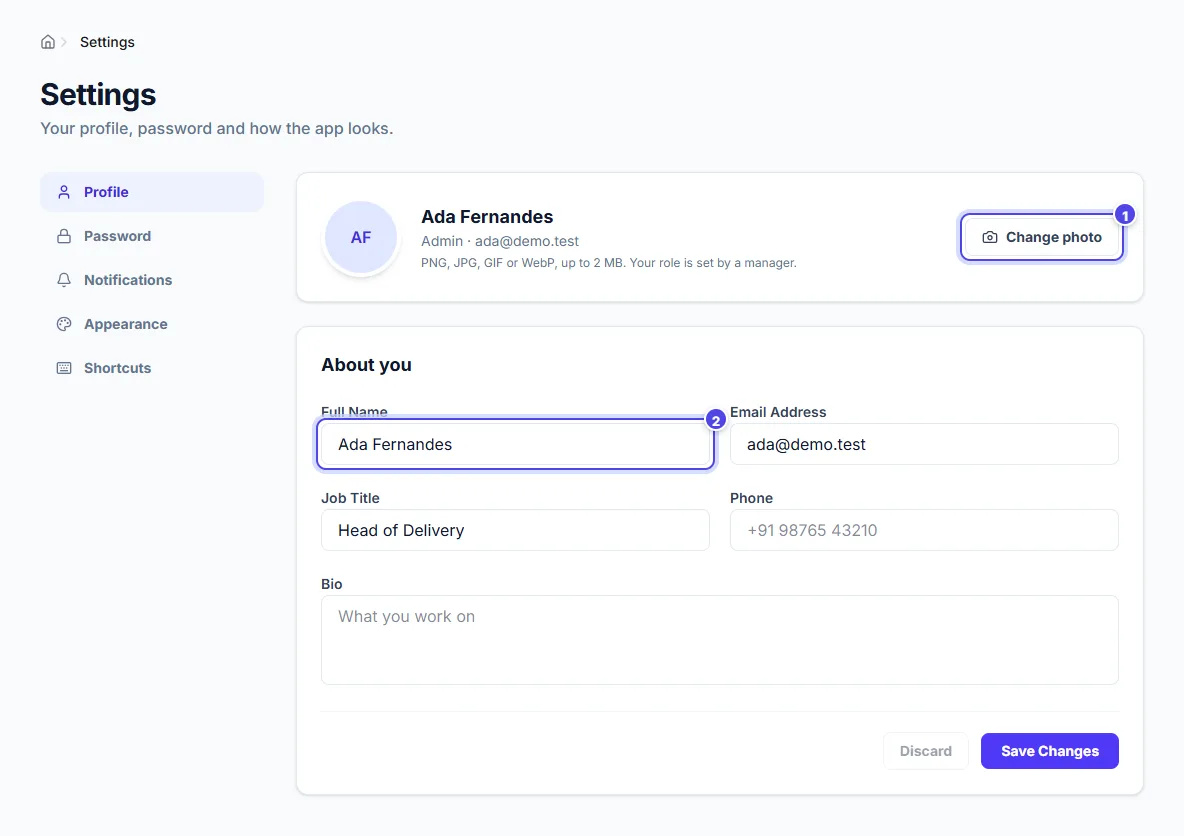 Settings
Settings
Your profile, password and how the app looks.
Profile
Password
Notifications
Appearance
Shortcuts
AF
Ada Fernandes
Admin · ada@demo.test
PNG, JPG, GIF or WebP, up to 2 MB. Your role is set by a manager.
Change photo
1
About you
Full Name
Ada Fernandes
2
Email Address
ada@demo.test
Job Title
Head of Delivery
Phone
+91 98765 43210
Bio
What you work on
Discard
Save Changes